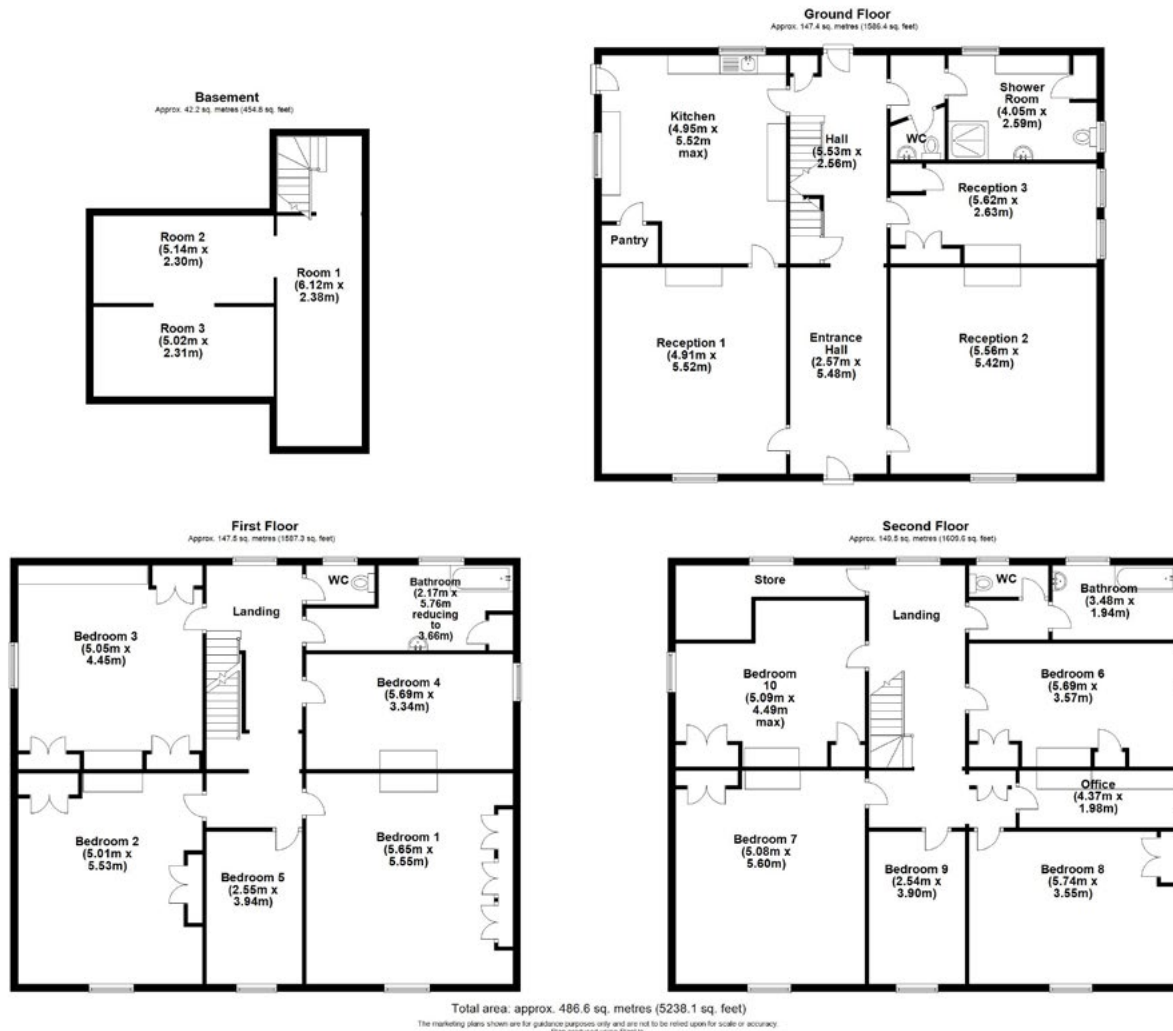 Ground Floor
Approx. 147.4 sq. metres (1586.4 sq. feet)
Basement
Approx. 42.2 sq. metres (454.8 sq. feet)
Kitchen
(4.95m x
5.52m
max)
Pantry
Hall
(5.53m x
2.56m)
WC
Shower
Room
(4.05m x
2.59m)
Reception 3
(5.62m x
2.63m)
Reception 1
(4.91m x
5.52m)
Entrance
Hall
(2.57m x
5.48m)
Reception 2
(5.56m x
5.42m)
Room 2
(5.14m x
2.30m)
Room 1
(6.12m x
2.38m)
Room 3
(5.02m x
2.31m)
First Floor
Approx. 147.5 sq. metres (1587.3 sq. feet)
Bedroom 3
(5.05m x
4.45m)
Landing
WC
Bathroom
(2.17m x
5.76m
reducing
to
3.66m)
Bedroom 4
(5.69m x
3.34m)
Bedroom 2
(5.01m x
5.53m)
Bedroom 5
(2.55m x
3.94m)
Bedroom 1
(5.65m x
5.55m)
Second Floor
Approx. 149.5 sq. metres (1609.6 sq. feet)
Store
Landing
WC
Bathroom
(3.48m x
1.94m)
Bedroom
10
(5.09m x
4.49m
max)
Bedroom 6
(5.69m x
3.57m)
Office
(4.37m x
1.98m)
Bedroom 7
(5.08m x
5.60m)
Bedroom 9
(2.54m x
3.90m)
Bedroom 8
(5.74m x
3.55m)
Total area: approx. 486.6 sq. metres (5238.1 sq. feet)
The marketing plans shown are for guidance purposes only and are not to be relied upon for scale or accuracy.